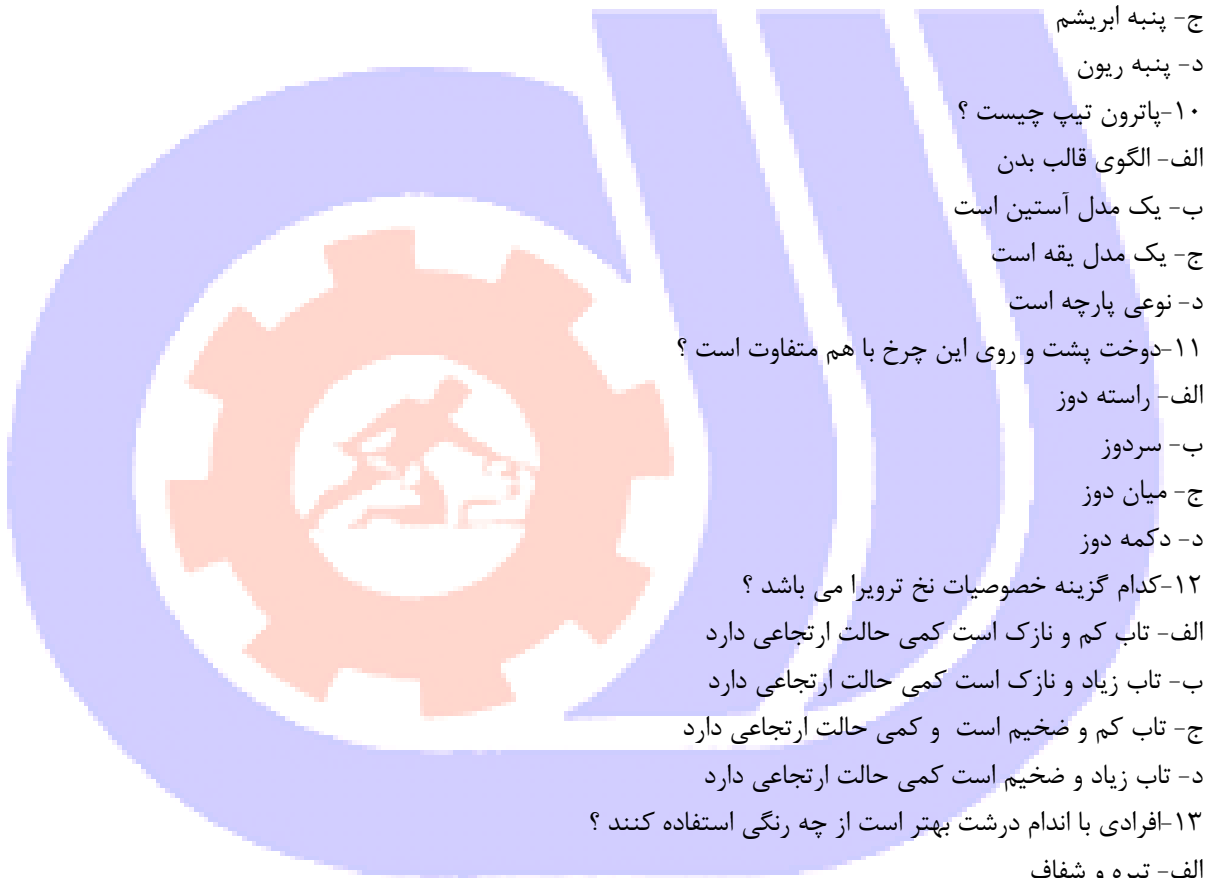 ج- پنبه ابریشم
د- پنبه ریون
۱۰-پاترون تیپ چیست ؟
الف- الگوی قالب بدن
ب- یک مدل آستین است
ج- یک مدل یقه است
د- نوعی پارچه است
۱۱-دوخت پشت و روی این چرخ با هم متفاوت است ؟
الف- راسته دوز
ب- سردوز
ج- میان دوز
د- دکمه دوز
۱۲-کدام گزینه خصوصیات نخ ترویرا می باشد ؟
الف- تاب کم و نازک است کمی حالت ارتجاعی دارد
ب- تاب زیاد و نازک است کمی حالت ارتجاعی دارد
ج- تاب کم و ضخیم است و کمی حالت ارتجاعی دارد
د- تاب زیاد و ضخیم است کمی حالت ارتجاعی دارد
۱۳-افرادی با اندام درشت بهتر است از چه رنگی استفاده کنند ؟
الف- تیره و شفاف